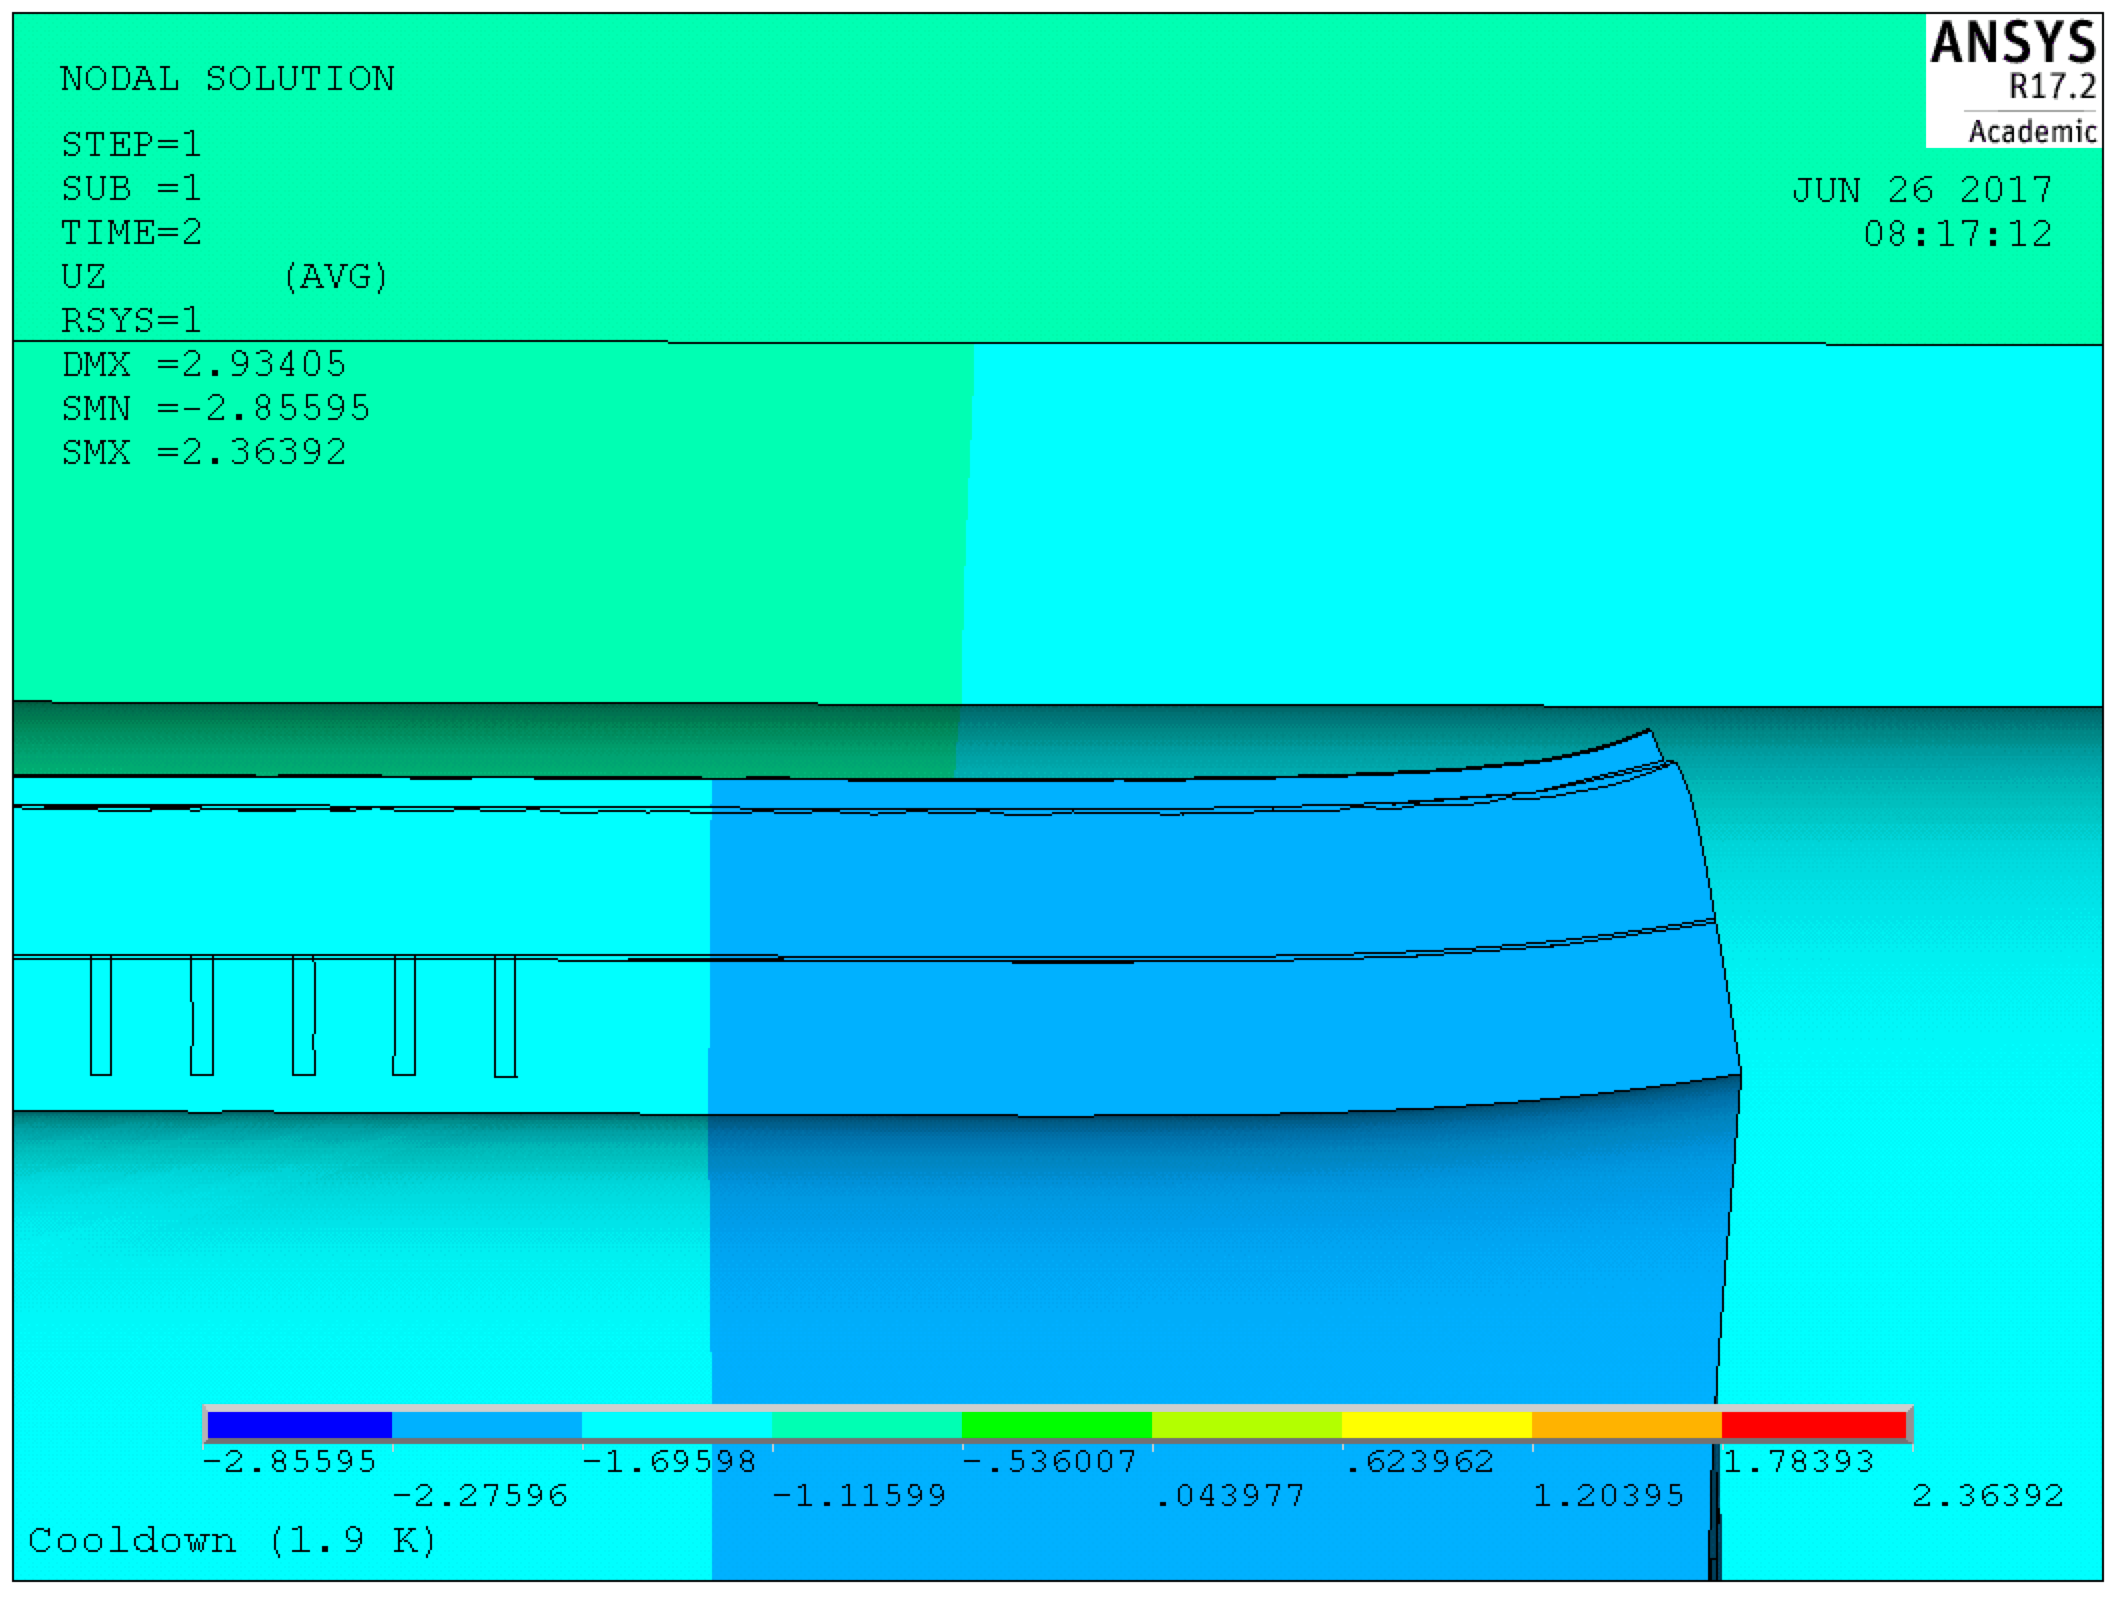 NODAL SOLUTION
STEP=1
SUB =1
TIME=2
UZ (AVG)
RSYS=1
DMX =2.93405
SMN =-2.85595
SMX =2.36392
ANSYS
R17.2
Academic
JUN 26 2017
08:17:12
-2.85595 -1.69598 -.536007 .623962 1.78393
-2.27596 -1.11599 .043977 1.20395 2.36392
Cooldown (1.9 K)